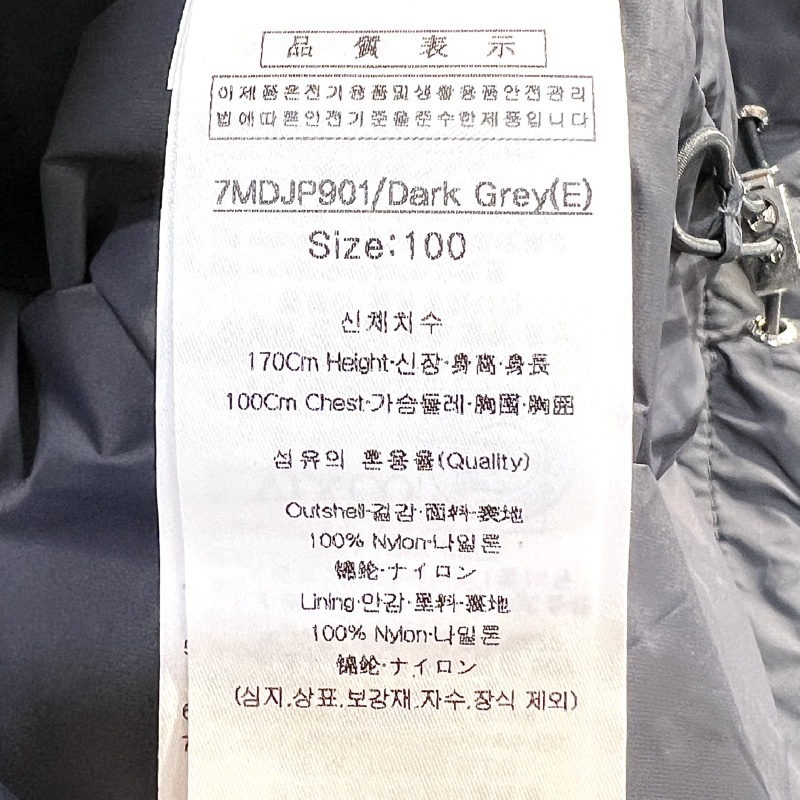 品質表示
이제품은전기용품및생활용품안전관리
법에따른안전기준을준수한제품입니다
7MDJP901/Dark Grey(E)
Size:100
신체치수
170Cm Height·신장·身高·身長
100Cm Chest·가슴둘레·胸圍·胸囲
섬유의 혼용율(Quality)
Outshell·겉감·面料·表地
100% Nylon·나일론
锦纶·ナイロン
Lining·안감·里料·裏地
100% Nylon·나일론
锦纶·ナイロン
(심지.상표.보강재.자수.장식 제외)